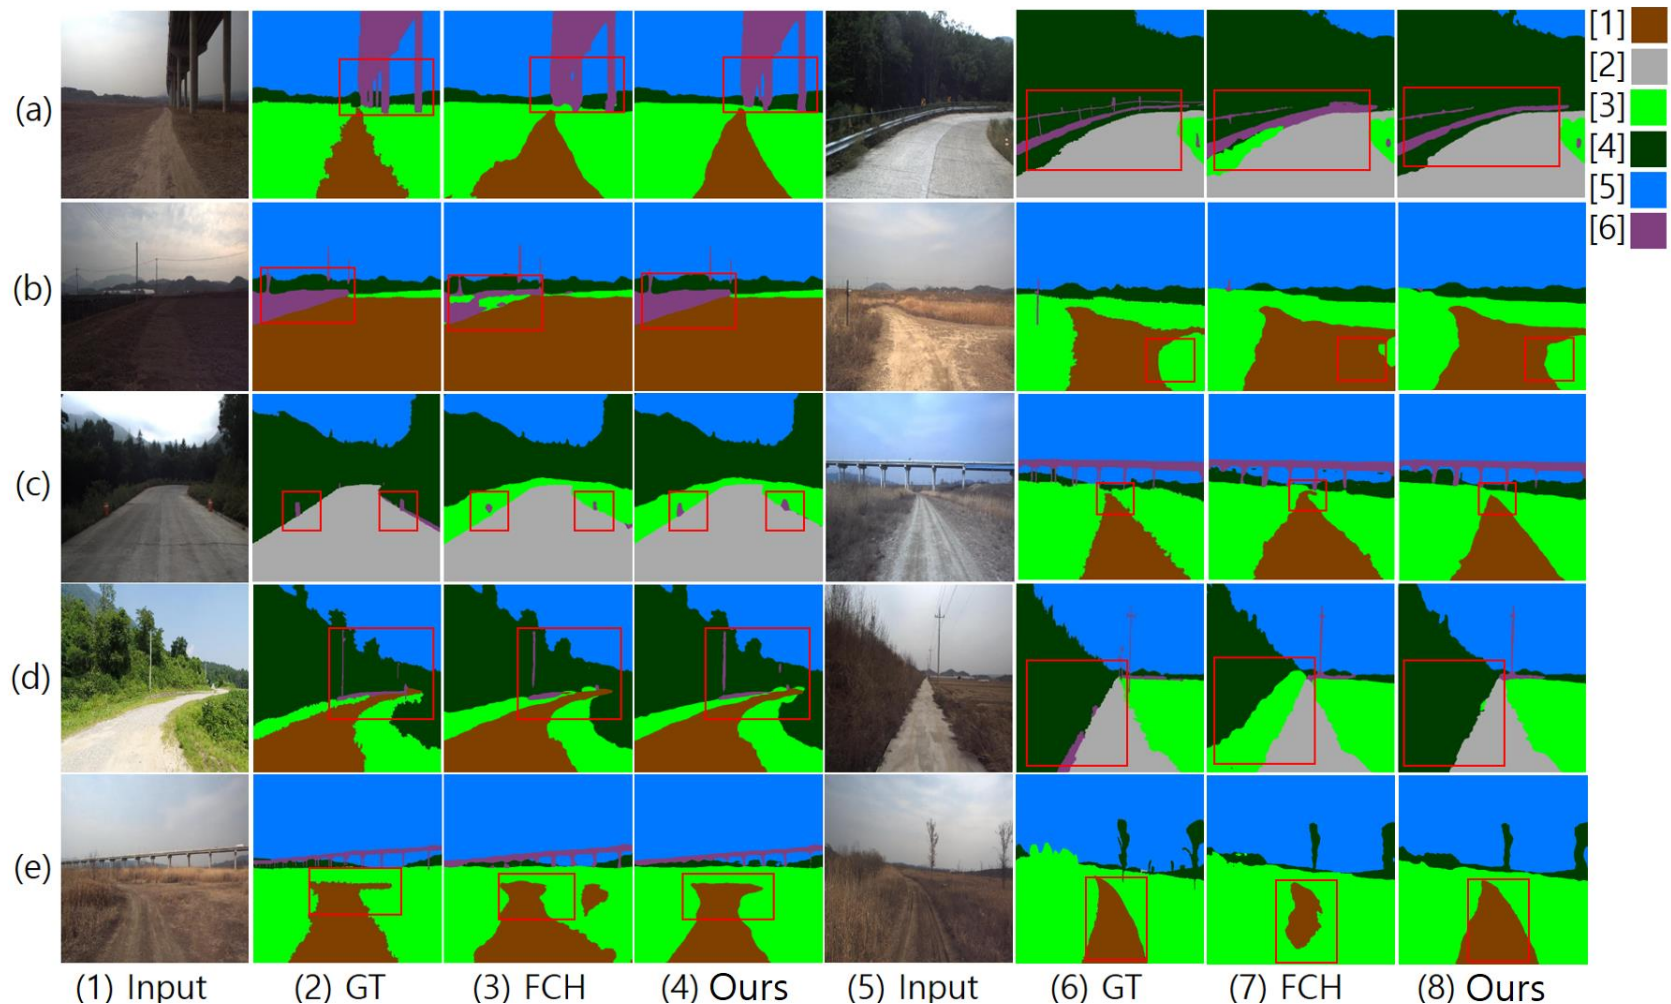 (a)
(b)
(c)
(d)
(e)
[1]
[2]
[3]
[4]
[5]
[6]
(1) Input
(2) GT
(3) FCH
(4) Ours
(5) Input
(6) GT
(7) FCH
(8) Ours